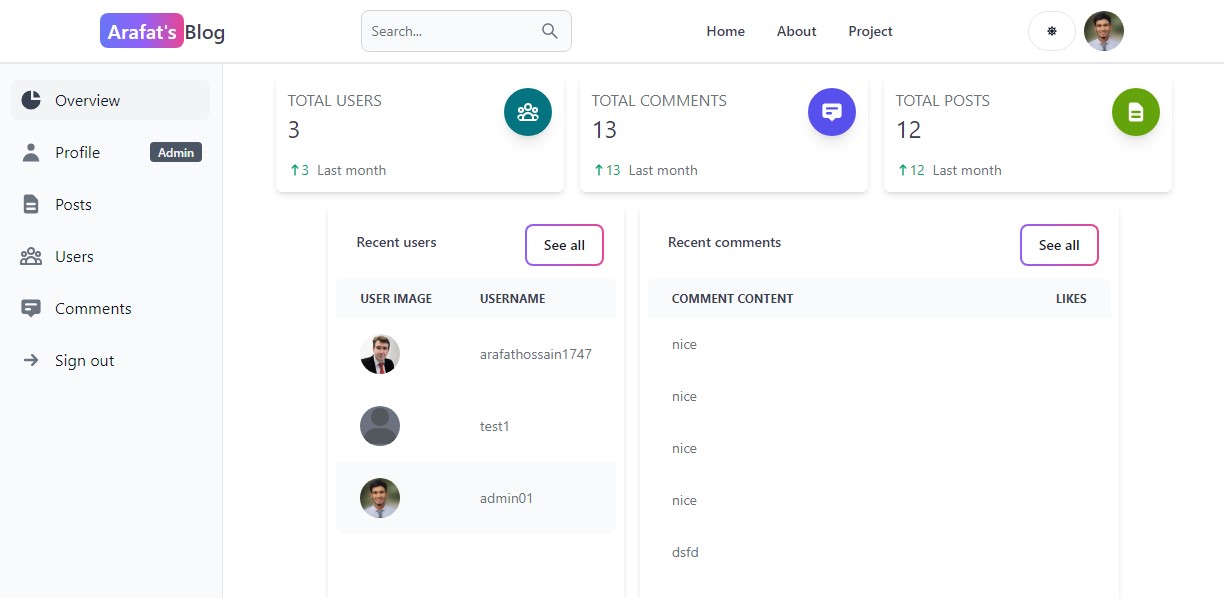 Arafat's Blog
Search...
Home About Project
Overview
Profile Admin
Posts
Users
Comments
Sign out
TOTAL USERS
3
3 Last month
TOTAL COMMENTS
13
13 Last month
TOTAL POSTS
12
12 Last month
Recent users See all
USER IMAGE USERNAME
arafathossain1747
test1
admin01
Recent comments See all
COMMENT CONTENT LIKES
nice
nice
nice
nice
dsfd